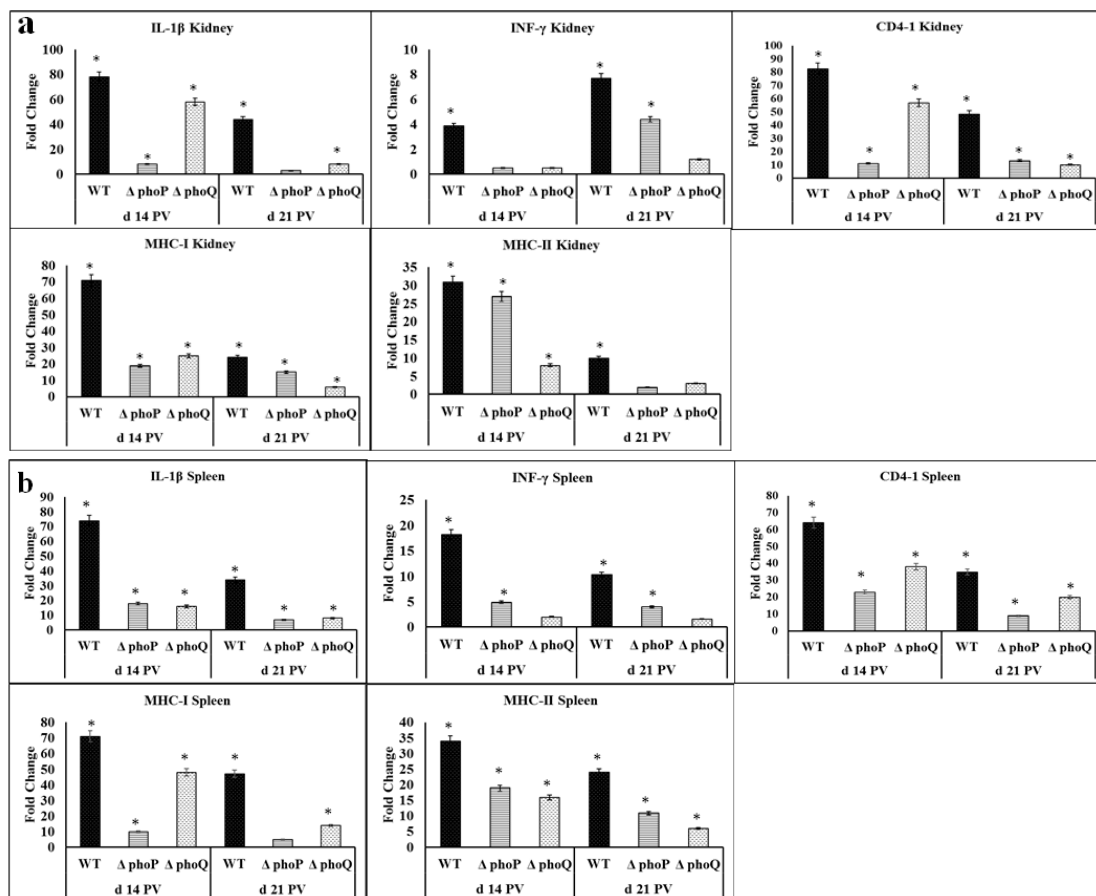 a
IL-1β Kidney
Fold Change
100
80
60
40
20
0
* * * * *
WT Δ phoP Δ phoQ WT Δ phoP Δ phoQ
d 14 PV d 21 PV
INF-γ Kidney
Fold Change
10
8
6
4
2
0
* * *
WT Δ phoP Δ phoQ WT Δ phoP Δ phoQ
d 14 PV d 21 PV
CD4-1 Kidney
Fold Change
100
90
80
70
60
50
40
30
20
10
0
* * * * * *
WT Δ phoP Δ phoQ WT Δ phoP Δ phoQ
d 14 PV d 21 PV
MHC-I Kidney
Fold Change
80
70
60
50
40
30
20
10
0
* * * * * *
WT Δ phoP Δ phoQ WT Δ phoP Δ phoQ
d 14 PV d 21 PV
MHC-II Kidney
Fold Change
35
30
25
20
15
10
5
0
* * * *
WT Δ phoP Δ phoQ WT Δ phoP Δ phoQ
d 14 PV d 21 PV
b
IL-1β Spleen
Fold Change
90
80
70
60
50
40
30
20
10
0
* * * * * *
WT Δ phoP Δ phoQ WT Δ phoP Δ phoQ
d 14 PV d 21 PV
INF-γ Spleen
Fold Change
25
20
15
10
5
0
* * * *
WT Δ phoP Δ phoQ WT Δ phoP Δ phoQ
d 14 PV d 21 PV
CD4-1 Spleen
Fold Change
80
70
60
50
40
30
20
10
0
* * * * * *
WT Δ phoP Δ phoQ WT Δ phoP Δ phoQ
d 14 PV d 21 PV
MHC-I Spleen
Fold Change
80
70
60
50
40
30
20
10
0
* * * * *
WT Δ phoP Δ phoQ WT Δ phoP Δ phoQ
d 14 PV d 21 PV
MHC-II Spleen
Fold Change
40
35
30
25
20
15
10
5
0
* * * * * *
WT Δ phoP Δ phoQ WT Δ phoP Δ phoQ
d 14 PV d 21 PV